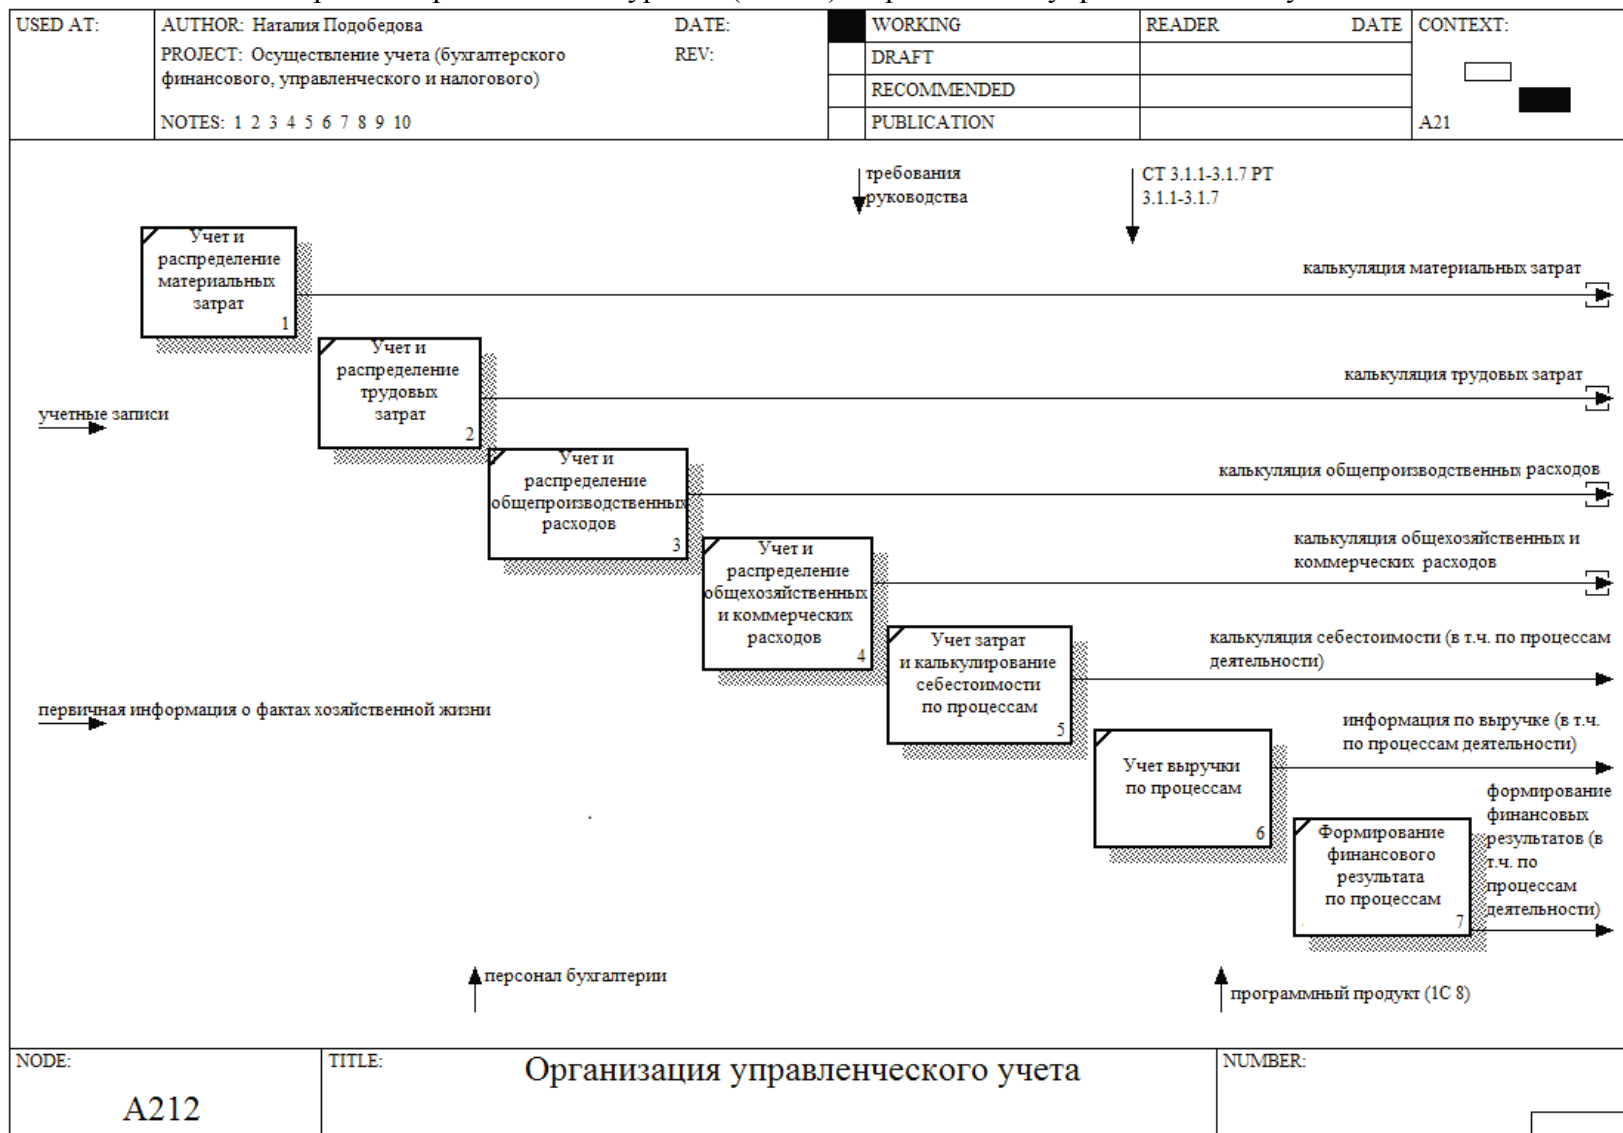 USED AT:
AUTHOR: Наталия Подобедова
DATE:
WORKING
READER
DATE
CONTEXT:
PROJECT: Осуществление учета (бухгалтерского
REV:
финансового, управленческого и налогового)
DRAFT
RECOMMENDED
NOTES: 1 2 3 4 5 6 7 8 9 10
PUBLICATION
A21
требования
руководства
СТ 3.1.1-3.1.7 РТ
3.1.1-3.1.7
Учет и
распределение
материальных
затрат
1
калькуляция материальных затрат
Учет и
распределение
трудовых
затрат
2
калькуляция трудовых затрат
учетные записи
Учет и
распределение
общепроизводственных
расходов
3
калькуляция общепроизводственных расходов
Учет и
распределение
общехозяйственных
и коммерческих
расходов
4
калькуляция общехозяйственных и
коммерческих расходов
Учет затрат
и калькулирование
себестоимости
по процессам
5
калькуляция себестоимости (в т.ч. по процессам
деятельности)
первичная информация о фактах хозяйственной жизни
Учет выручки
по процессам
6
информация по выручке (в т.ч.
по процессам деятельности)
Формирование
финансового
результата
по процессам
7
формирование
финансовых
результатов (в
т.ч. по
процессам
деятельности)
персонал бухгалтерии
программный продукт (1С 8)
NODE:
A212
TITLE:
Организация управленческого учета
NUMBER: